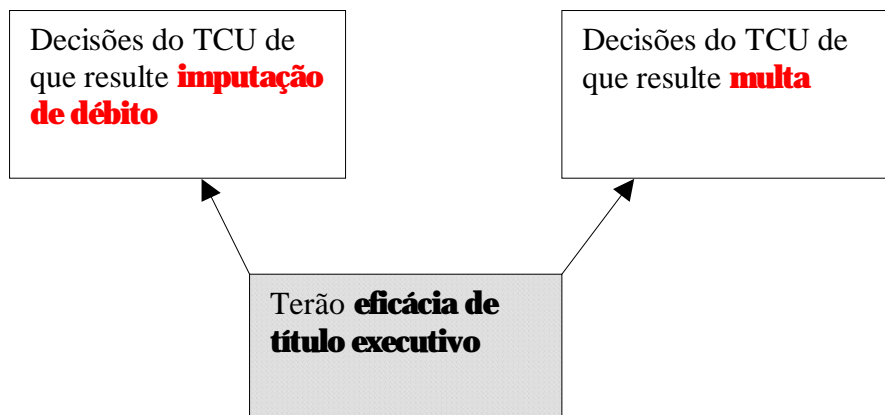 Decisões do TCU de
que resulte imputação
de débito
Decisões do TCU de
que resulte multa
Terão eficácia de
título executivo